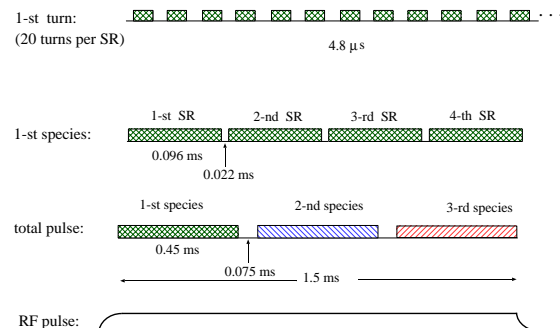 1-st turn:
(20 turns per SR)
4.8 μs
1-st SR 2-nd SR 3-rd SR 4-th SR
1-st species:
0.096 ms
0.022 ms
1-st species 2-nd species 3-rd species
total pulse:
0.45 ms
0.075 ms
1.5 ms
RF pulse: